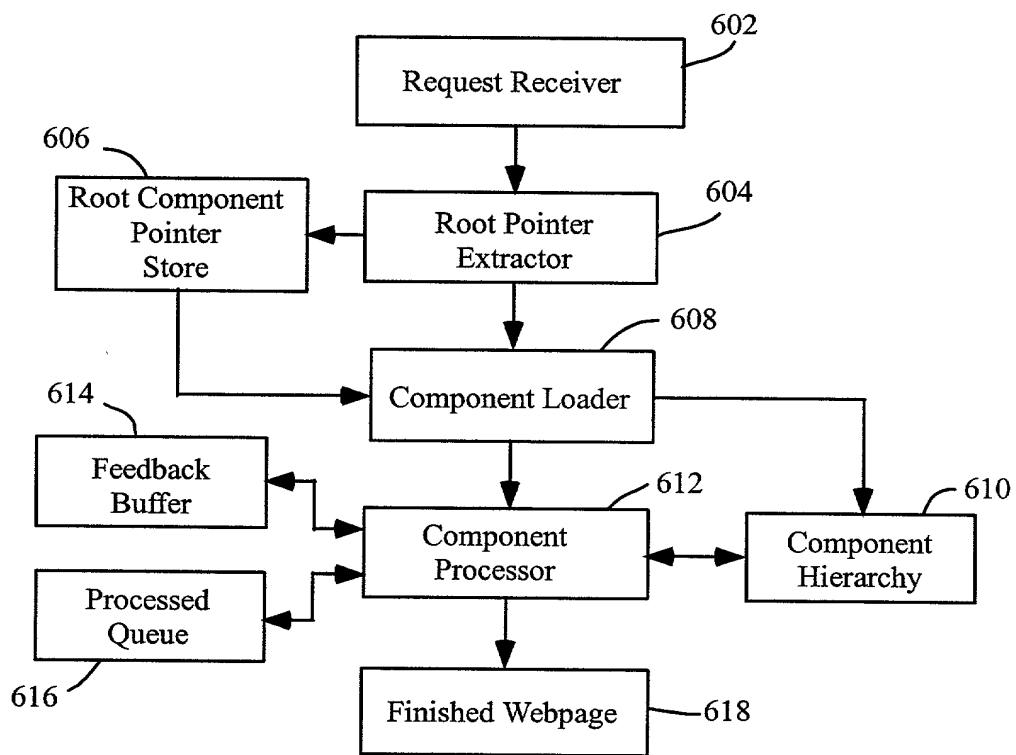 602
Request Receiver
606
Root Component
Pointer
Store
604
Root Pointer
Extractor
608
Component Loader
614
Feedback
Buffer
612
Component
Processor
610
Component
Hierarchy
Processed
Queue
616
Finished Webpage
618